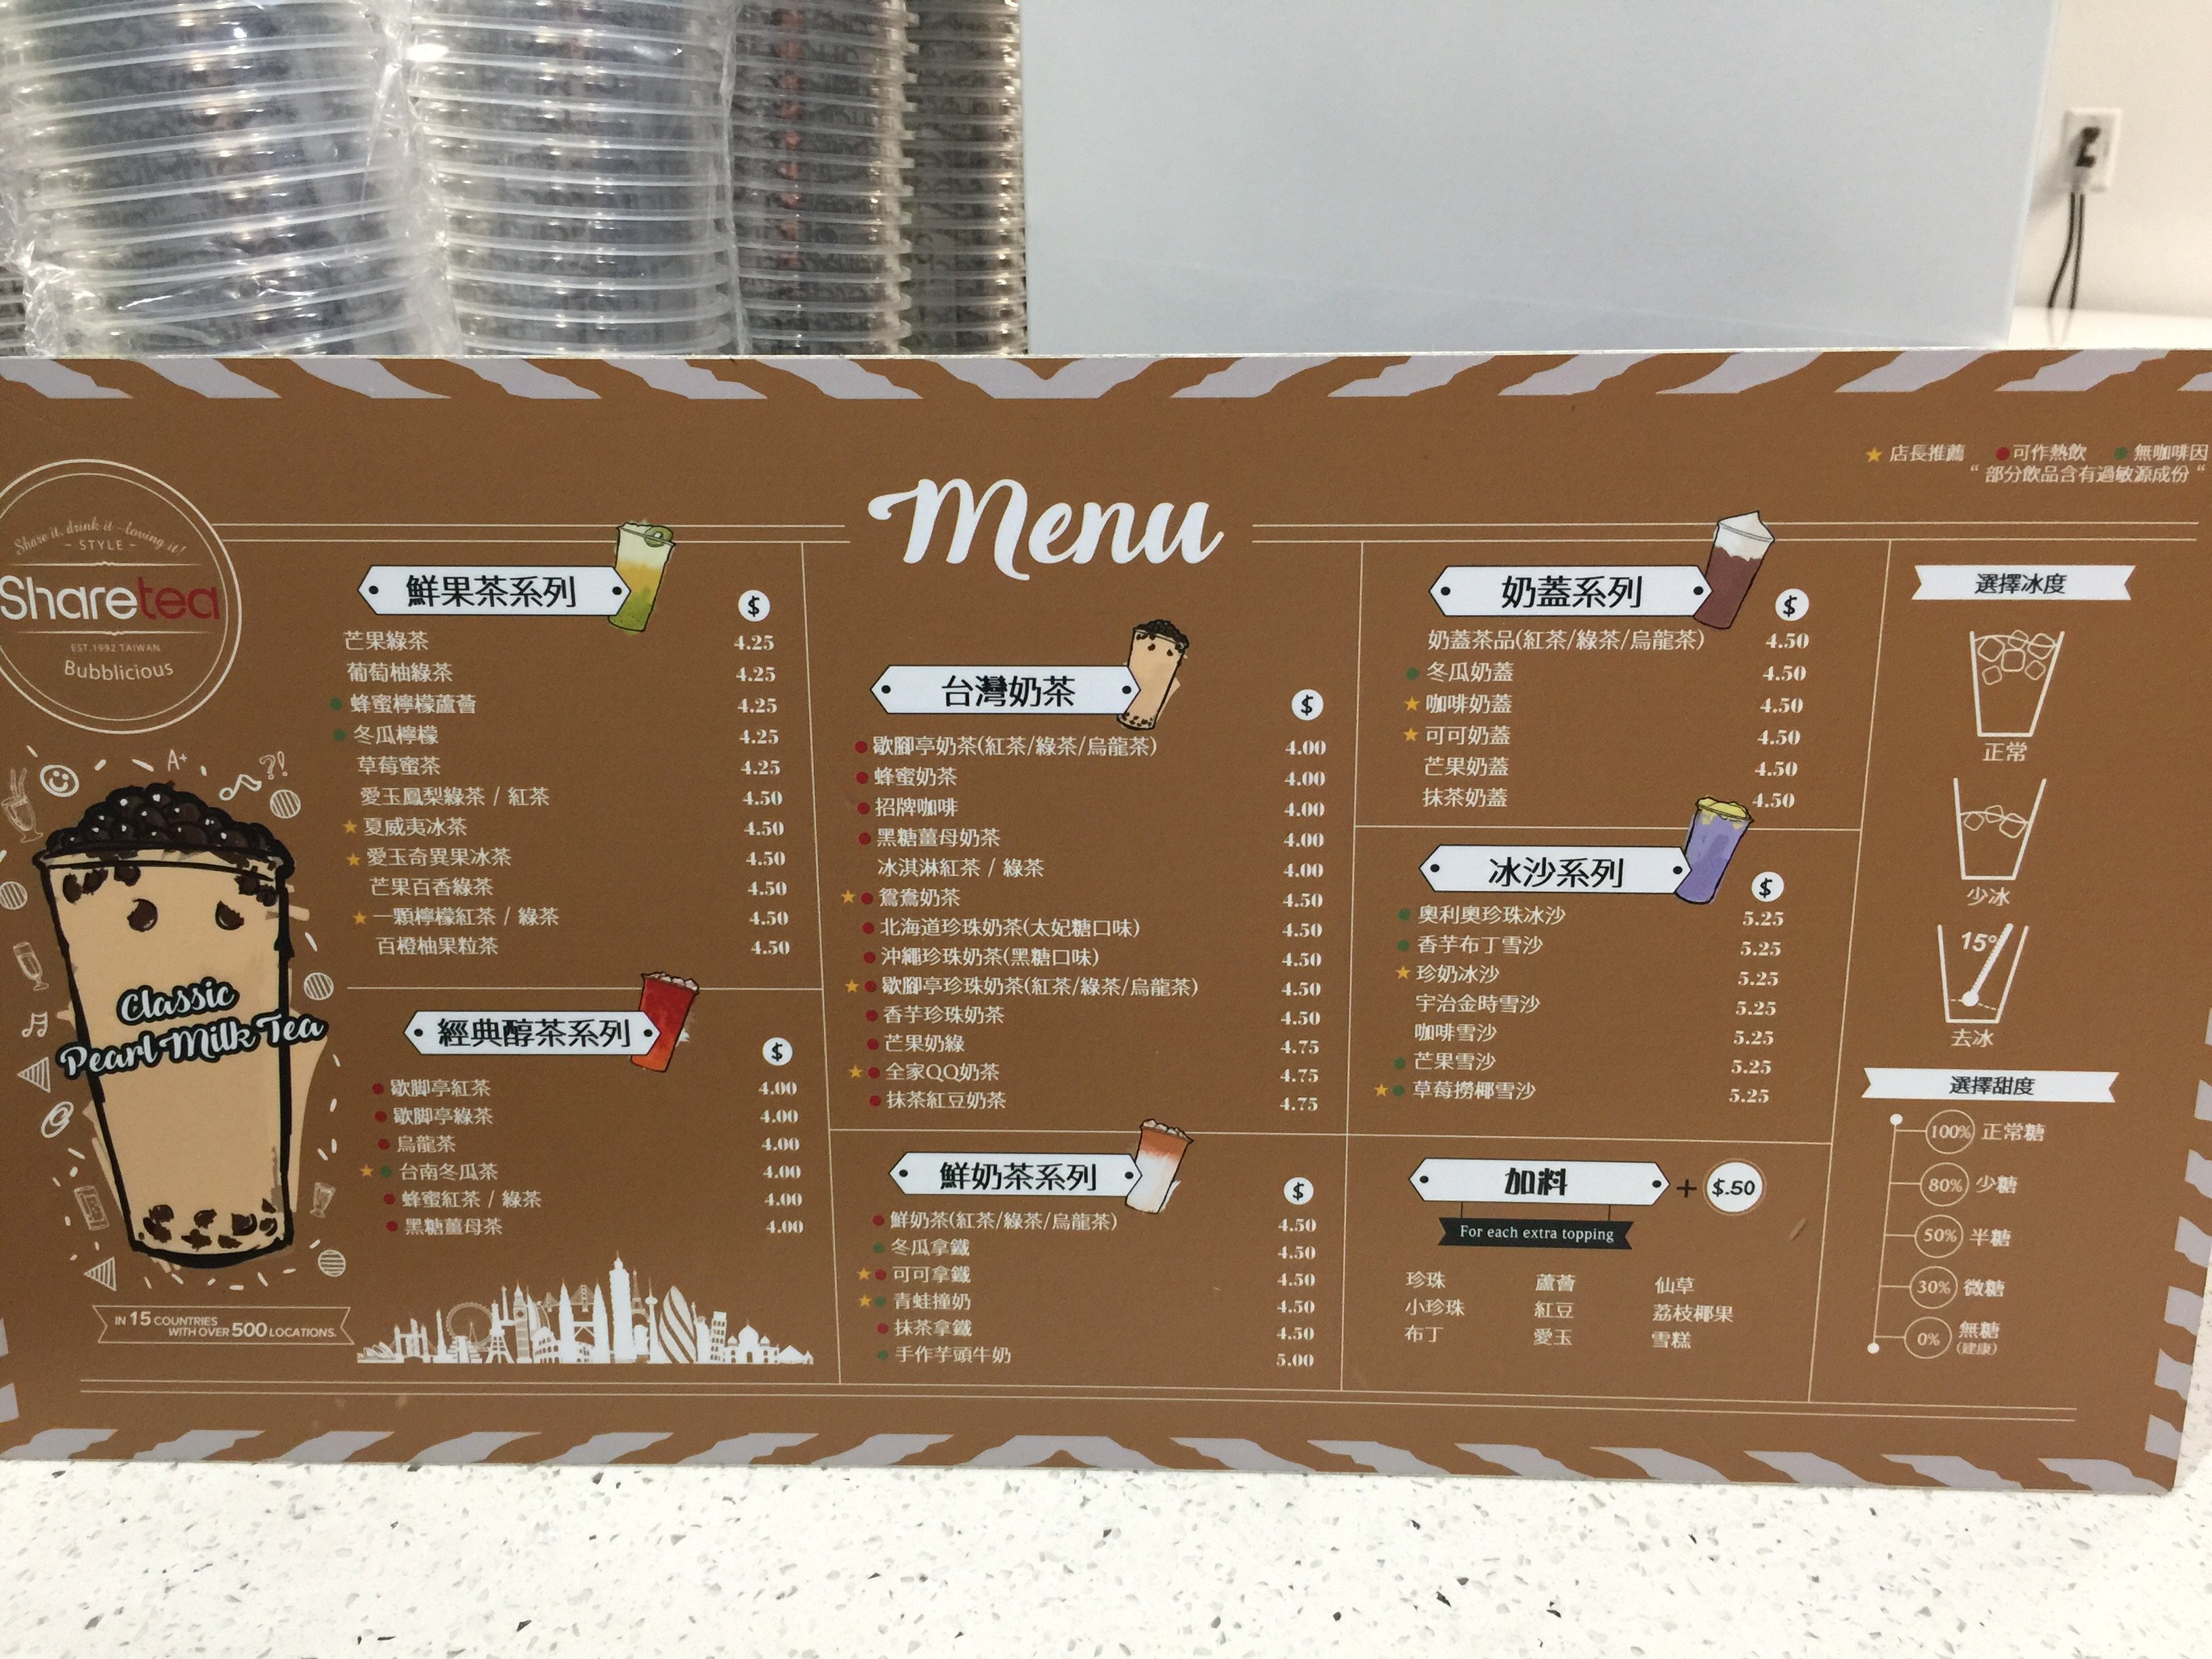 ★ 店長推薦 ●可作熱飲 ●無咖啡因
“ 部分飲品含有過敏源成份 “
Menu
Share it, drink it - loving it!
- STYLE -
Sharetea
EST.1992 TAIWAN
Bubblicious
A+
?!
Classic
Pearl Milk Tea
IN 15 COUNTRIES
WITH OVER 500 LOCATIONS.
鮮果茶系列 $
芒果綠茶 4.25
葡萄柚綠茶 4.25
蜂蜜檸檬蘆薈 4.25
冬瓜檸檬 4.25
草莓蜜茶 4.25
愛玉鳳梨綠茶 / 紅茶 4.50
★夏威夷冰茶 4.50
★愛玉奇異果冰茶 4.50
芒果百香綠茶 4.50
★一顆檸檬紅茶 / 綠茶 4.50
百橙柚果粒茶 4.50
經典醇茶系列 $
歇脚亭紅茶 4.00
歇脚亭綠茶 4.00
烏龍茶 4.00
★台南冬瓜茶 4.00
蜂蜜紅茶 / 綠茶 4.00
黑糖薑母茶 4.00
台灣奶茶 $
歇腳亭奶茶(紅茶/綠茶/烏龍茶) 4.00
蜂蜜奶茶 4.00
招牌咖啡 4.00
黑糖薑母奶茶 4.00
冰淇淋紅茶 / 綠茶 4.00
★鴛鴦奶茶 4.50
北海道珍珠奶茶(太妃糖口味) 4.50
沖繩珍珠奶茶(黑糖口味) 4.50
★歇腳亭珍珠奶茶(紅茶/綠茶/烏龍茶) 4.50
香芋珍珠奶茶 4.50
芒果奶綠 4.75
★全家QQ奶茶 4.75
抹茶紅豆奶茶 4.75
鮮奶茶系列 $
鮮奶茶(紅茶/綠茶/烏龍茶) 4.50
冬瓜拿鐵 4.50
★可可拿鐵 4.50
★青蛙撞奶 4.50
抹茶拿鐵 4.50
手作芋頭牛奶 5.00
奶蓋系列 $
奶蓋茶品(紅茶/綠茶/烏龍茶) 4.50
冬瓜奶蓋 4.50
★咖啡奶蓋 4.50
★可可奶蓋 4.50
芒果奶蓋 4.50
抹茶奶蓋 4.50
冰沙系列 $
奧利奧珍珠冰沙 5.25
香芋布丁雪沙 5.25
★珍奶冰沙 5.25
宇治金時雪沙 5.25
咖啡雪沙 5.25
芒果雪沙 5.25
★草莓撈椰雪沙 5.25
加料 + $.50
For each extra topping
珍珠 蘆薈 仙草
小珍珠 紅豆 荔枝椰果
布丁 愛玉 雪糕
選擇冰度
正常
少冰
15°
去冰
選擇甜度
100% 正常糖
80% 少糖
50% 半糖
30% 微糖
0% 無糖
(建康)